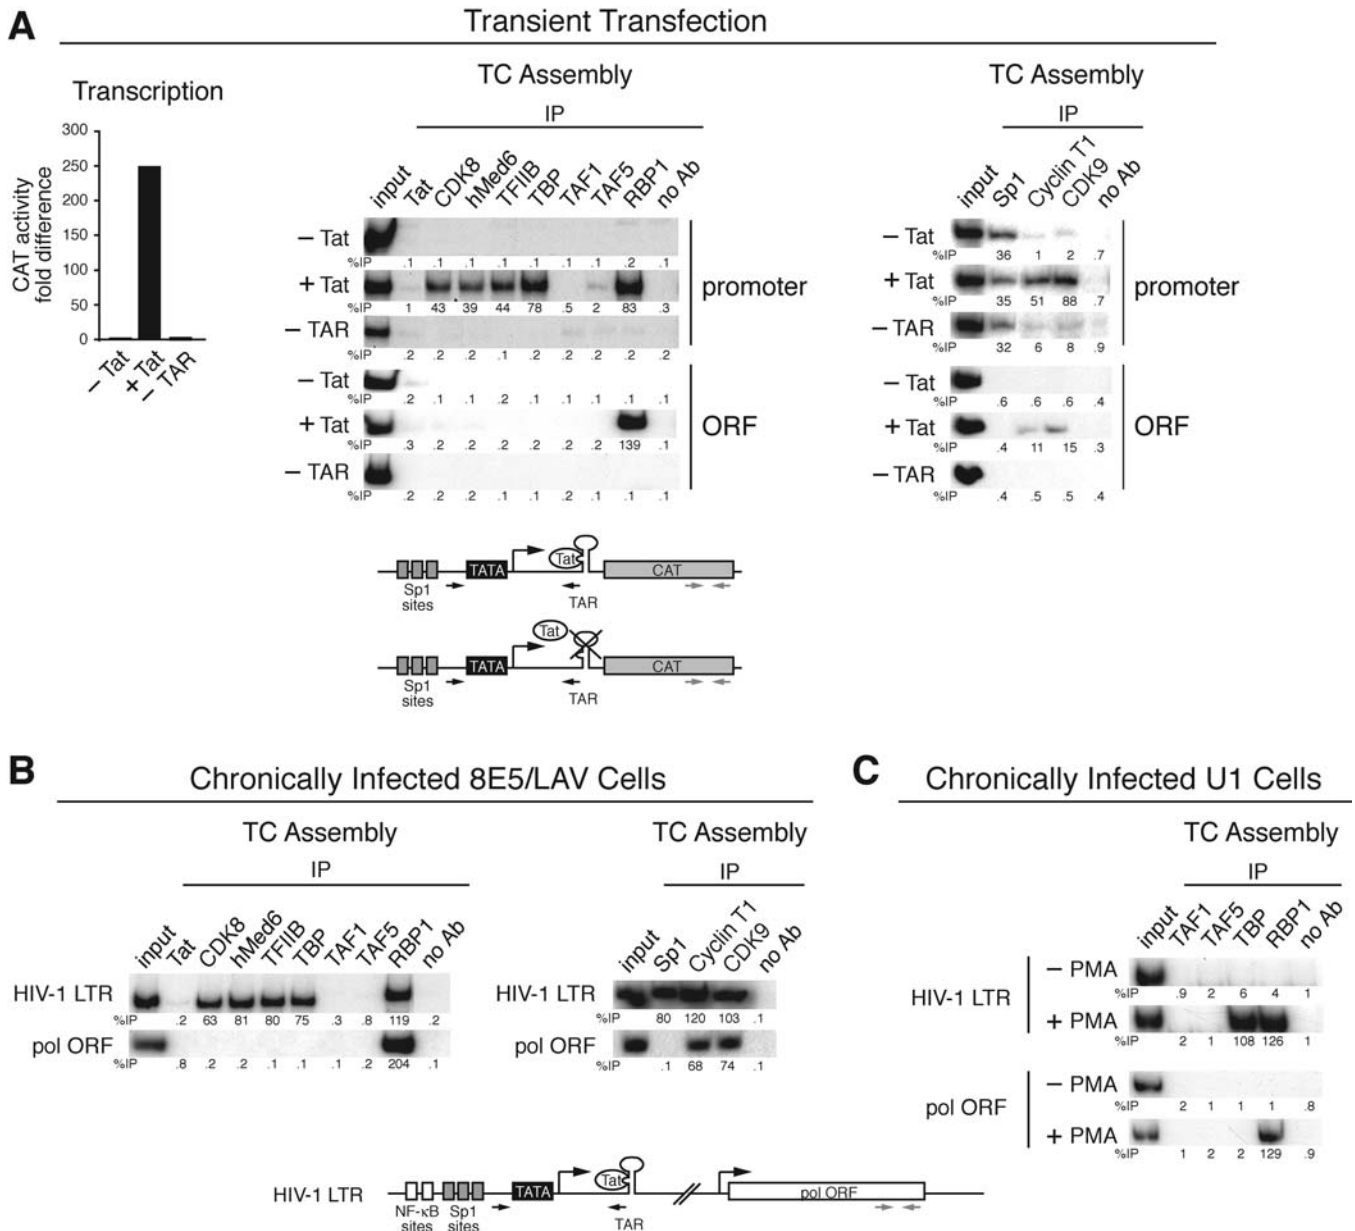 A
Transient Transfection
Transcription
CAT activity
fold difference
300
250
200
150
100
50
0
− Tat
+ Tat
− TAR
TC Assembly
IP
input Tat CDK8 hMed6 TFIIB TBP TAF1 TAF5 RBP1 no Ab
− Tat
%IP .1 .1 .1 .1 .1 .1 .1 .2 .1
+ Tat
%IP 1 43 39 44 78 .5 2 83 .3
− TAR
%IP .2 .2 .2 .1 .2 .2 .2 .2 .2
promoter
− Tat
%IP .2 .1 .1 .2 .1 .1 .1 .1 .1
+ Tat
%IP .3 .2 .2 .2 .2 .2 .2 139 .1
− TAR
%IP .2 .2 .2 .1 .1 .2 .1 .1 .1
ORF
TC Assembly
IP
input Sp1 Cyclin T1 CDK9 no Ab
− Tat
%IP 36 1 2 .7
+ Tat
%IP 35 51 88 .7
− TAR
%IP 32 6 8 .9
promoter
− Tat
%IP .6 .6 .6 .4
+ Tat
%IP .4 11 15 .3
− TAR
%IP .4 .5 .5 .4
ORF
TATA Tat CAT
Sp1
sites
TAR
Tat
TATA CAT
Sp1
sites
TAR
B
Chronically Infected 8E5/LAV Cells
TC Assembly
IP
input Tat CDK8 hMed6 TFIIB TBP TAF1 TAF5 RBP1 no Ab
HIV-1 LTR
%IP .2 63 81 80 75 .3 .8 119 .2
pol ORF
%IP .8 .2 .2 .1 .1 .1 .2 204 .1
TC Assembly
IP
input Sp1 Cyclin T1 CDK9 no Ab
HIV-1 LTR
%IP 80 120 103 .1
pol ORF
%IP .1 68 74 .1
C
Chronically Infected U1 Cells
TC Assembly
IP
input TAF1 TAF5 TBP RBP1 no Ab
HIV-1 LTR
− PMA
%IP .9 2 6 4 1
+ PMA
%IP 2 1 108 126 1
pol ORF
− PMA
%IP 2 1 1 1 .8
+ PMA
%IP 1 2 2 129 .9
HIV-1 LTR
TATA Tat pol ORF
NF-κB
sites
Sp1
sites
TAR